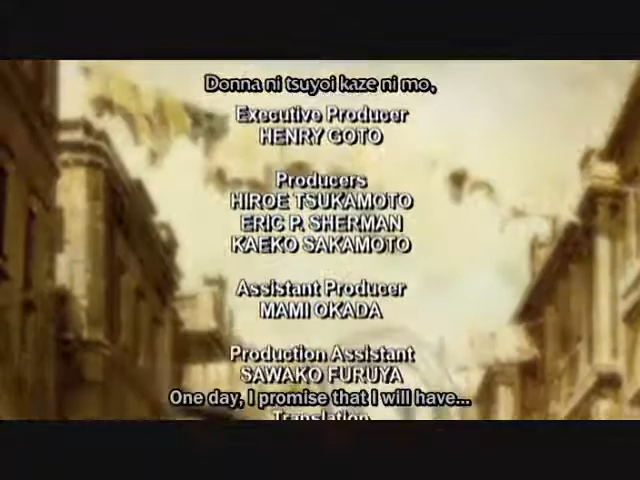 Donna ni tsuyoi kaze ni mo,
Executive Producer
HENRY GOTO
Producers
HIROE TSUKAMOTO
ERIC P. SHERMAN
KAEKO SAKAMOTO
Assistant Producer
MAMI OKADA
Production Assistant
SAWAKO FURUYA
One day, I promise that I will have...
Translation